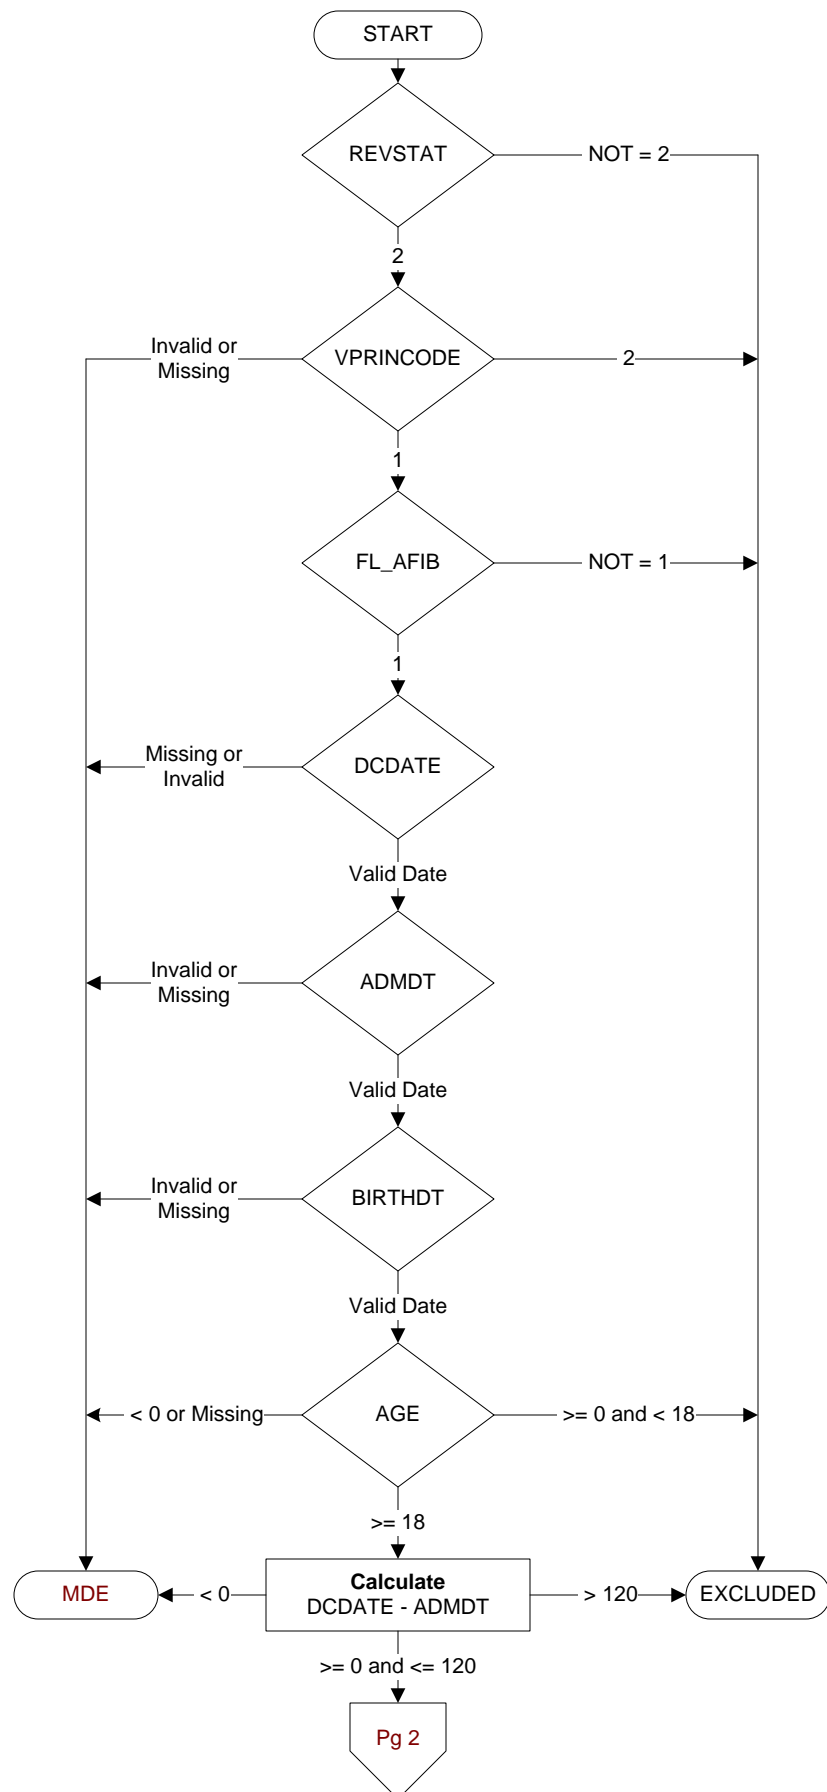 START
REVSTAT
NOT = 2
2
Invalid or
Missing
VPRINCODE
2
1
FL_AFIB
NOT = 1
1
Missing or
Invalid
DCDATE
Valid Date
Invalid or
Missing
ADMDT
Valid Date
Invalid or
Missing
BIRTHDT
Valid Date
< 0 or Missing
AGE
>= 0 and < 18
>= 18
MDE
< 0
Calculate
DCDATE - ADMDT
> 120
EXCLUDED
>= 0 and <= 120
Pg 2